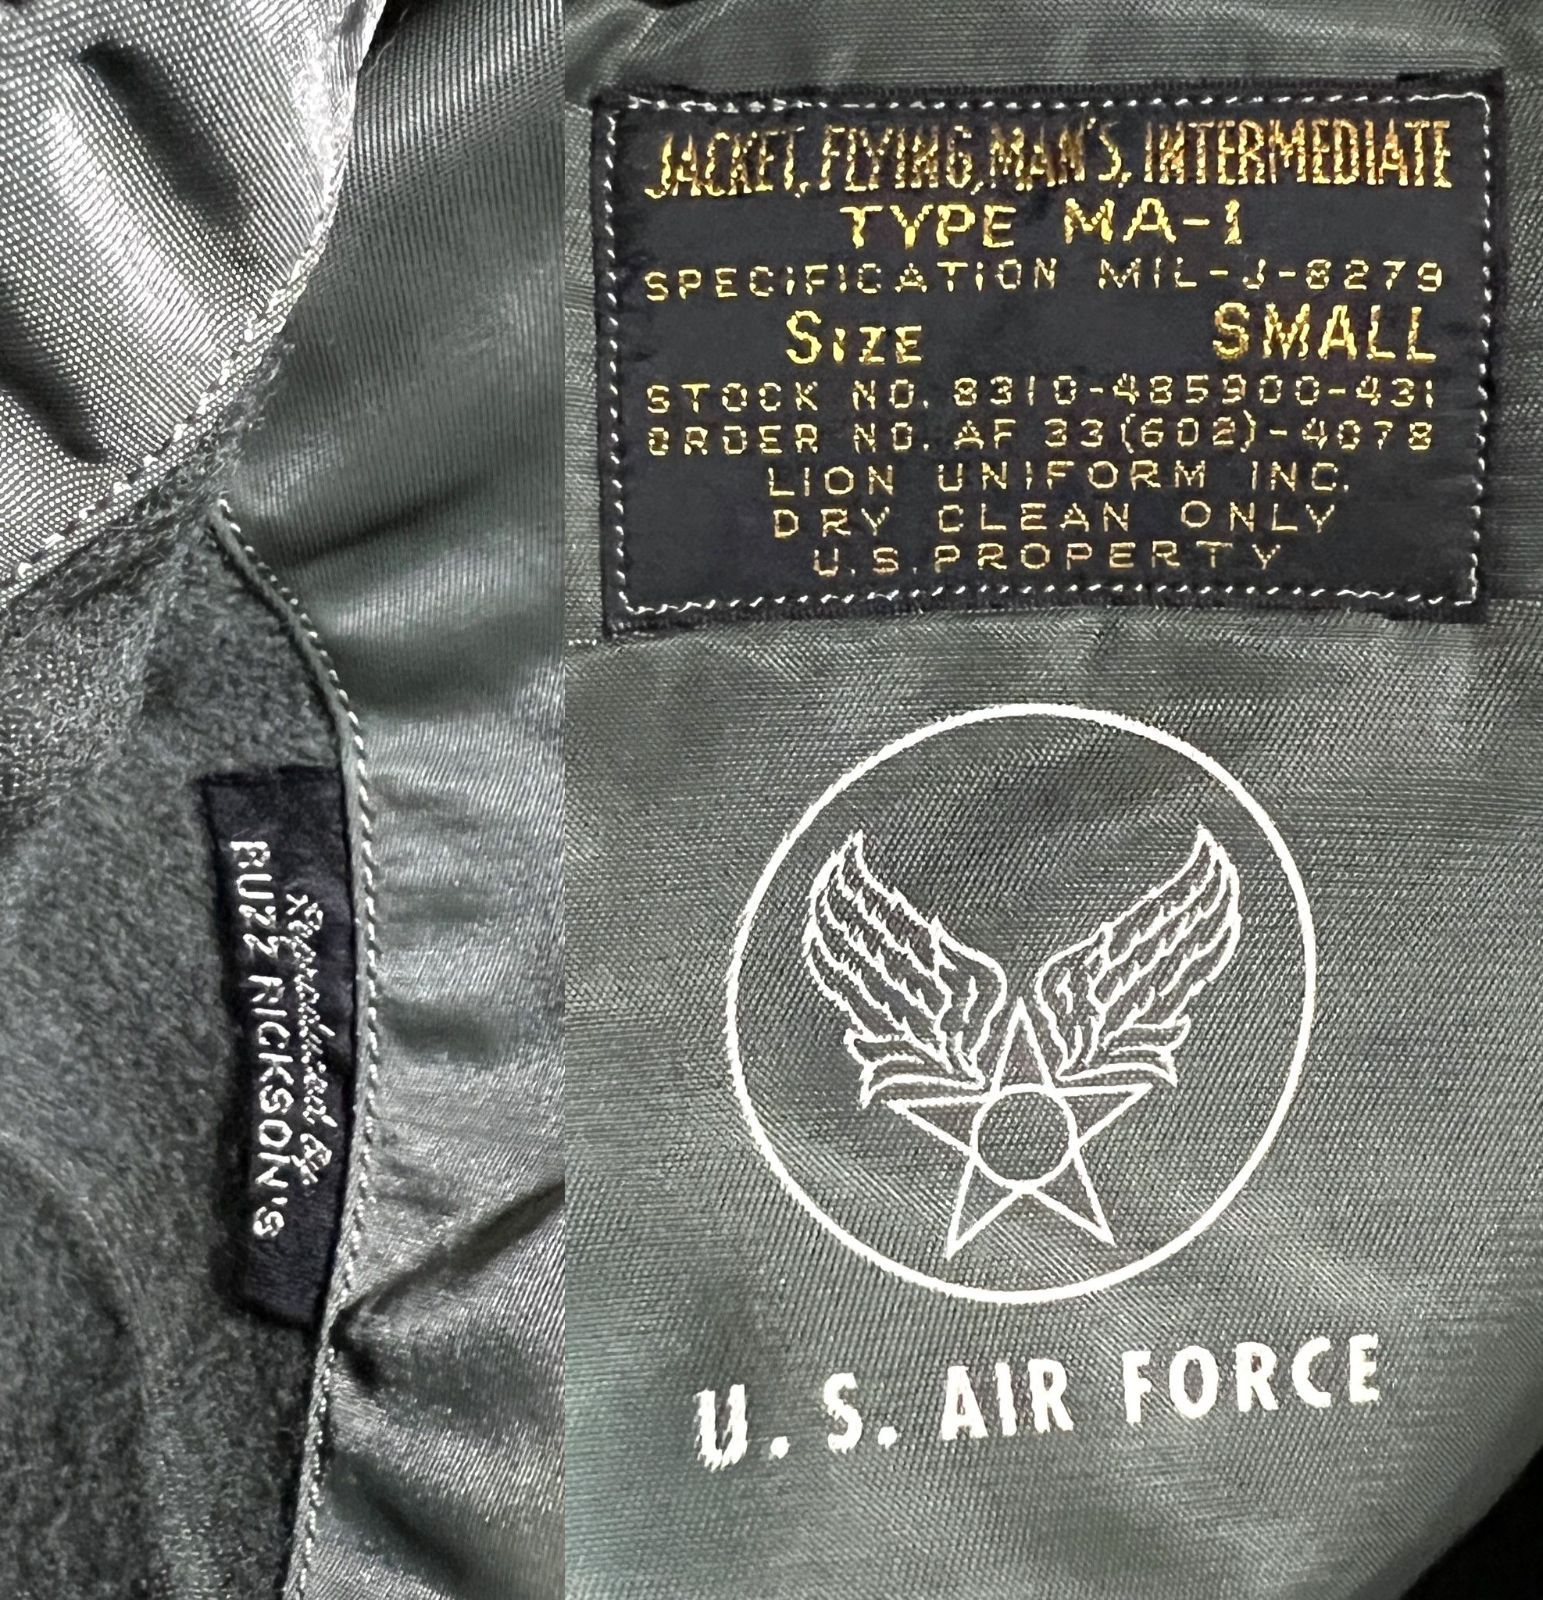 Reproduced By
BUZZ RICKSON'S
JACKET, FLYING, MAN'S, INTERMEDIATE
TYPE MA-1
SPECIFICATION MIL-J-8279
SIZE SMALL
STOCK NO. 8310-485900-431
ORDER NO. AF 33(602)-4078
LION UNIFORM INC.
DRY CLEAN ONLY
U.S. PROPERTY
U. S. AIR FORCE